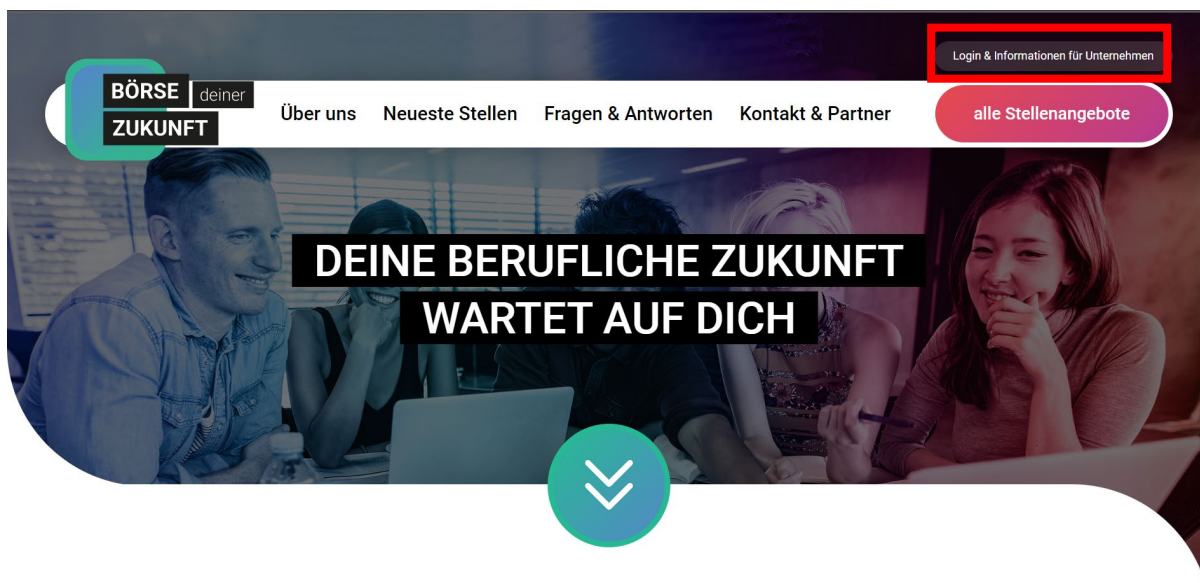 Login & Informationen für Unternehmen
BÖRSE deiner
ZUKUNFT
Über uns Neueste Stellen Fragen & Antworten Kontakt & Partner alle Stellenangebote
DEINE BERUFLICHE ZUKUNFT
WARTET AUF DICH